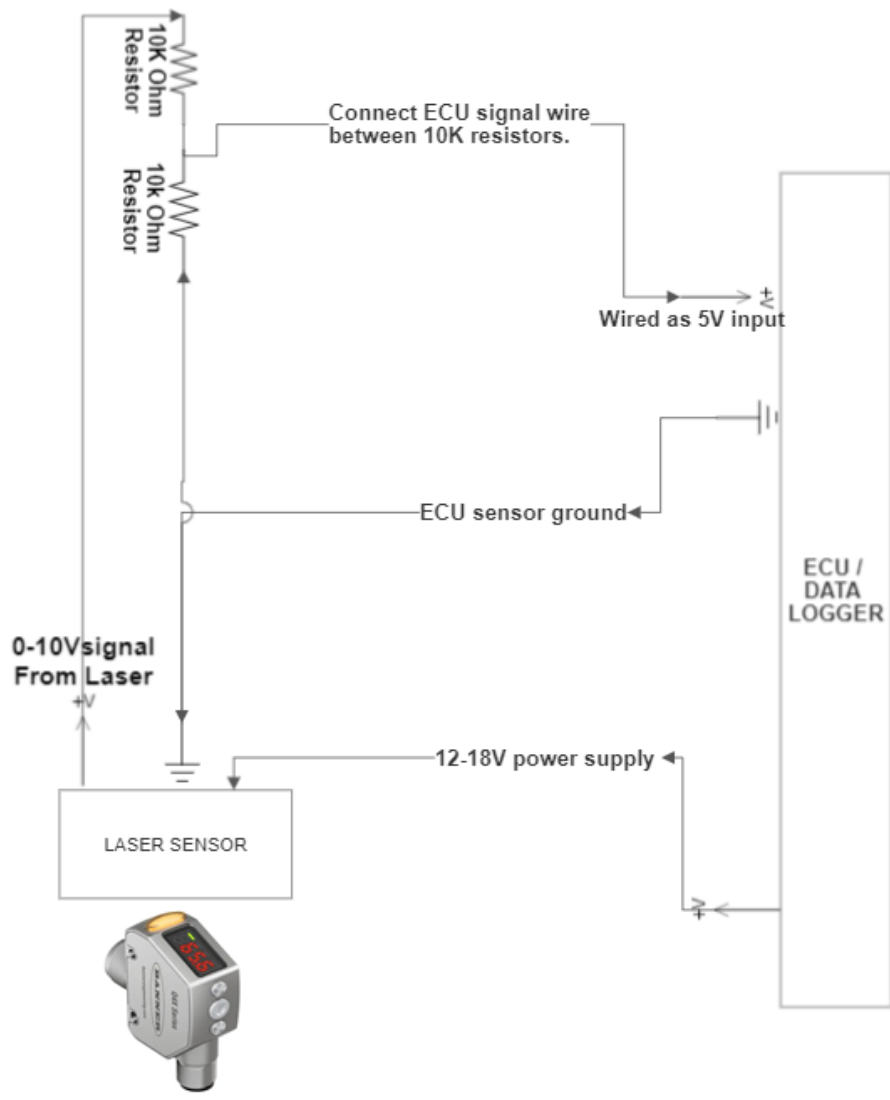 10K Ohm
Resistor
Connect ECU signal wire
between 10K resistors.
10k Ohm
Resistor
+V
Wired as 5V input
ECU sensor ground
ECU /
DATA
LOGGER
0-10Vsignal
From Laser
+V
12-18V power supply
LASER SENSOR
+V
BANNER